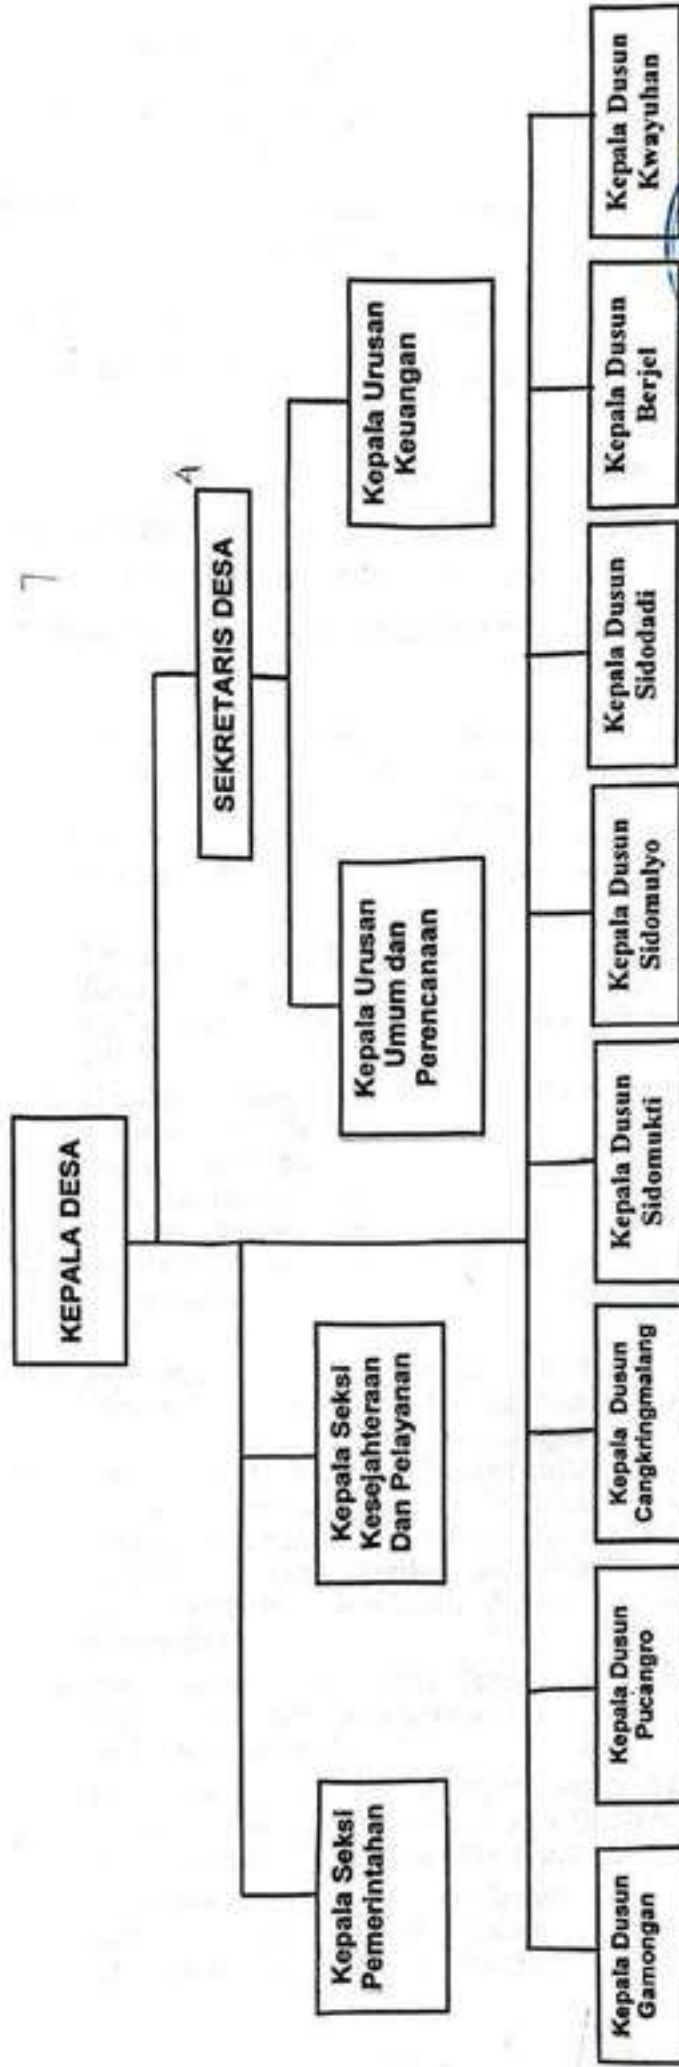 KEPALA DESA
SEKRETARIS DESA
Kepala Seksi
Pemerintahan
Kepala Seksi
Kesejahteraan
Dan Pelayanan
Kepala Urusan
Umum dan
Perencanaan
Kepala Urusan
Keuangan
Kepala Dusun
Gamongan
Kepala Dusun
Pucangro
Kepala Dusun
Cangkringmalang
Kepala Dusun
Sidomukti
Kepala Dusun
Sidomulyo
Kepala Dusun
Sidodadi
Kepala Dusun
Berjel
Kepala Dusun
Kwayuhan